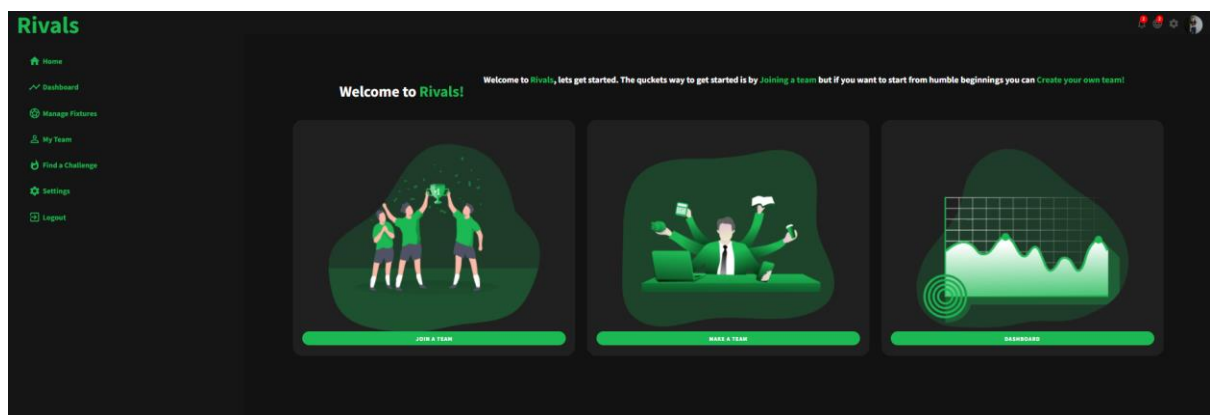 Rivals
Home
Dashboard
Manage Fixtures
My Team
Find a Challenge
Settings
Logout
Welcome to Rivals!
Welcome to Rivals, lets get started. The quckets way to get started is by Joining a team but if you want to start from humble beginnings you can Create your own team!
JOIN A TEAM
MAKE A TEAM
DASHBOARD